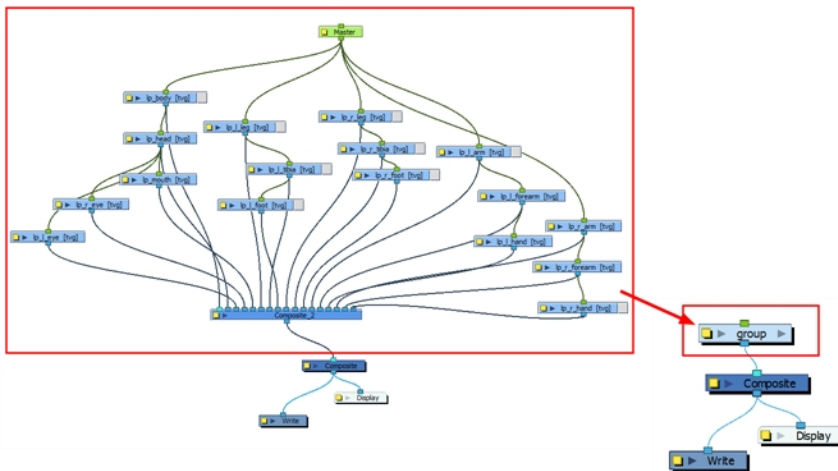 Master
lp_body [tvg]
lp_head [tvg]
lp_mouth [tvg]
lp_r_eye [tvg]
lp_l_eye [tvg]
lp_l_leg [tvg]
lp_l_tibia [tvg]
lp_l_foot [tvg]
lp_r_leg [tvg]
lp_r_tibia [tvg]
lp_r_foot [tvg]
lp_l_arm [tvg]
lp_l_forearm [tvg]
lp_l_hand [tvg]
lp_r_arm [tvg]
lp_r_forearm [tvg]
lp_r_hand [tvg]
Composite_2
Composite
Display
Write
group
Composite
Display
Write